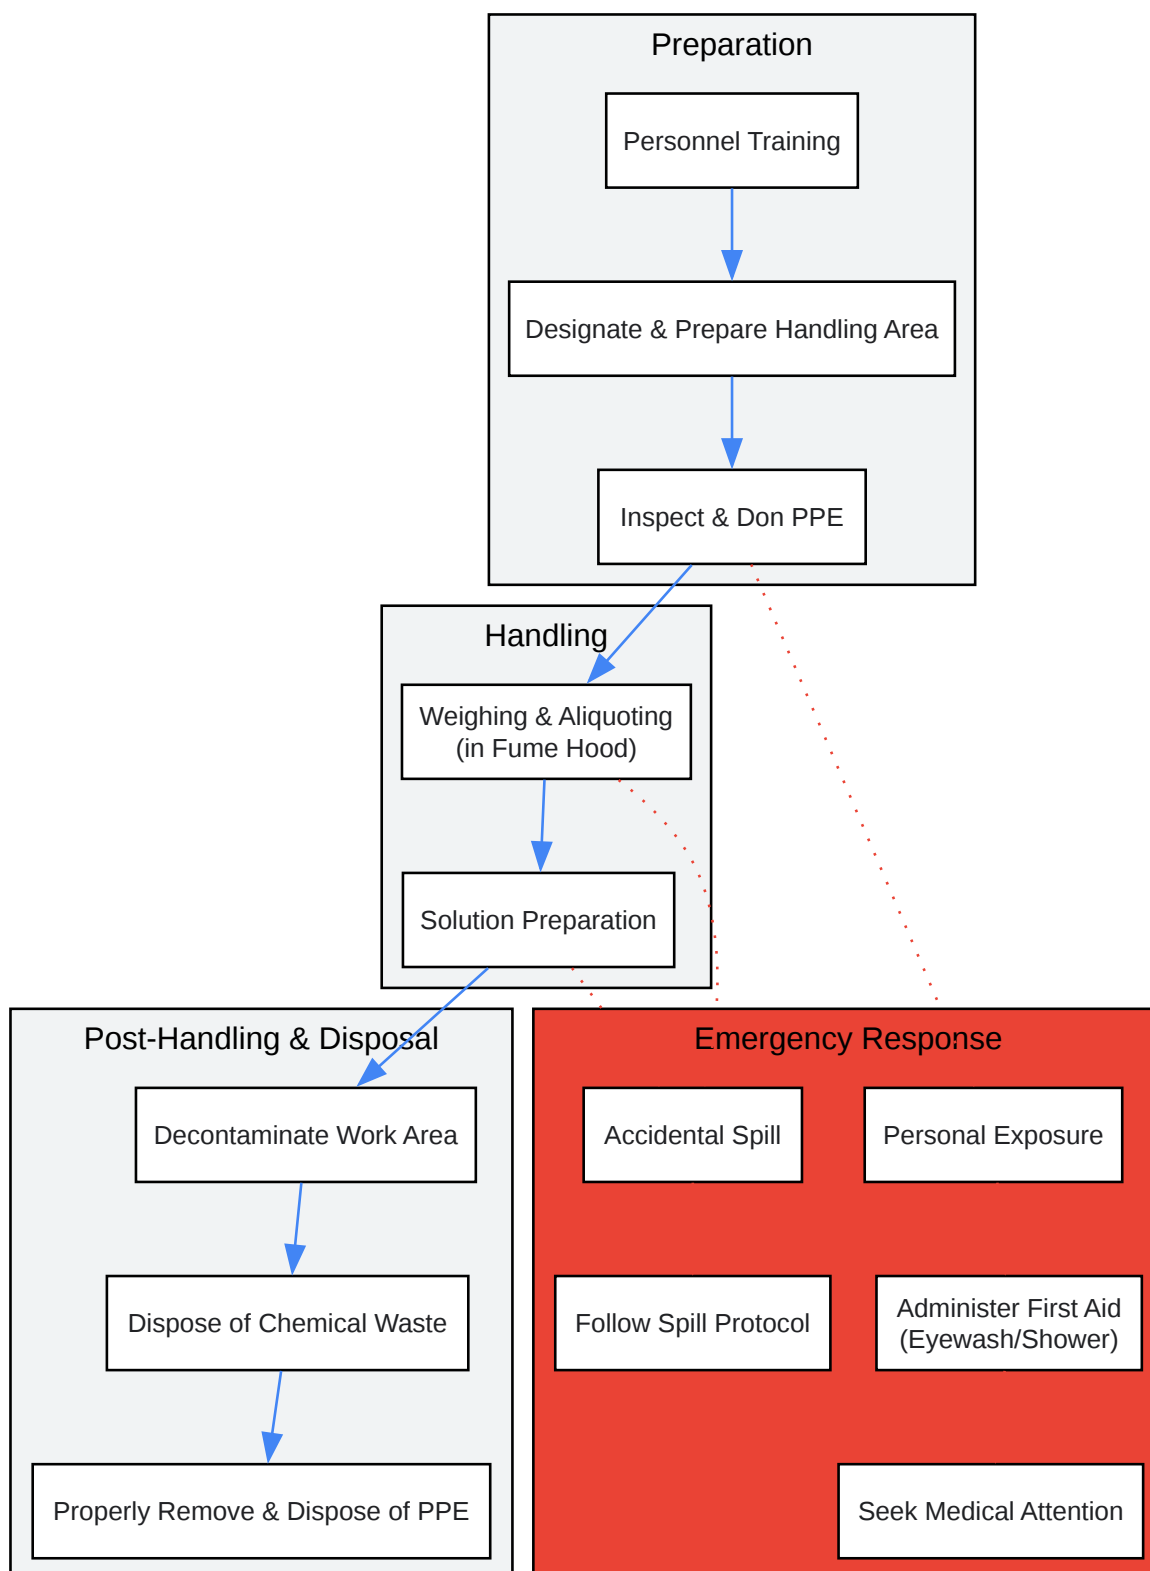 Preparation
Personnel Training
Designate & Prepare Handling Area
Inspect & Don PPE
Handling
Weighing & Aliquoting
(in Fume Hood)
Solution Preparation
Post-Handling & Disposal
Decontaminate Work Area
Dispose of Chemical Waste
Properly Remove & Dispose of PPE
Emergency Response
Accidental Spill
Personal Exposure
Follow Spill Protocol
Administer First Aid
(Eyewash/Shower)
Seek Medical Attention